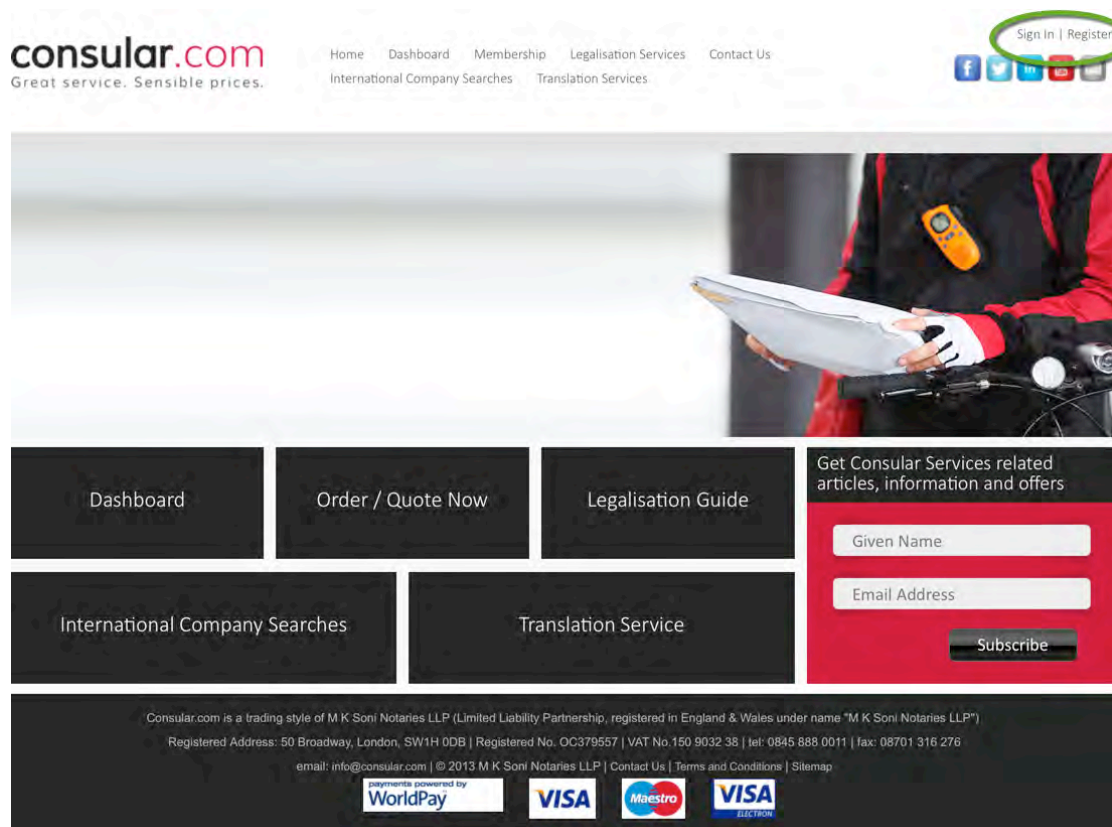 consular.com
Great service. Sensible prices.
Home Dashboard Membership Legalisation Services Contact Us
International Company Searches Translation Services
Sign In | Register
f
in
You
Dashboard
Order / Quote Now
Legalisation Guide
International Company Searches
Translation Service
Get Consular Services related
articles, information and offers
Given Name
Email Address
Subscribe
Consular.com is a trading style of M K Soni Notaries LLP (Limited Liability Partnership, registered in England & Wales under name "M K Soni Notaries LLP")
Registered Address: 50 Broadway, London, SW1H 0DB | Registered No. OC379557 | VAT No.150 9032 38 | tel: 0845 888 0011 | fax: 08701 316 276
email: info@consular.com | © 2013 M K Soni Notaries LLP | Contact Us | Terms and Conditions | Sitemap
payments powered by
WorldPay
VISA
Maestro
VISA
ELECTRON